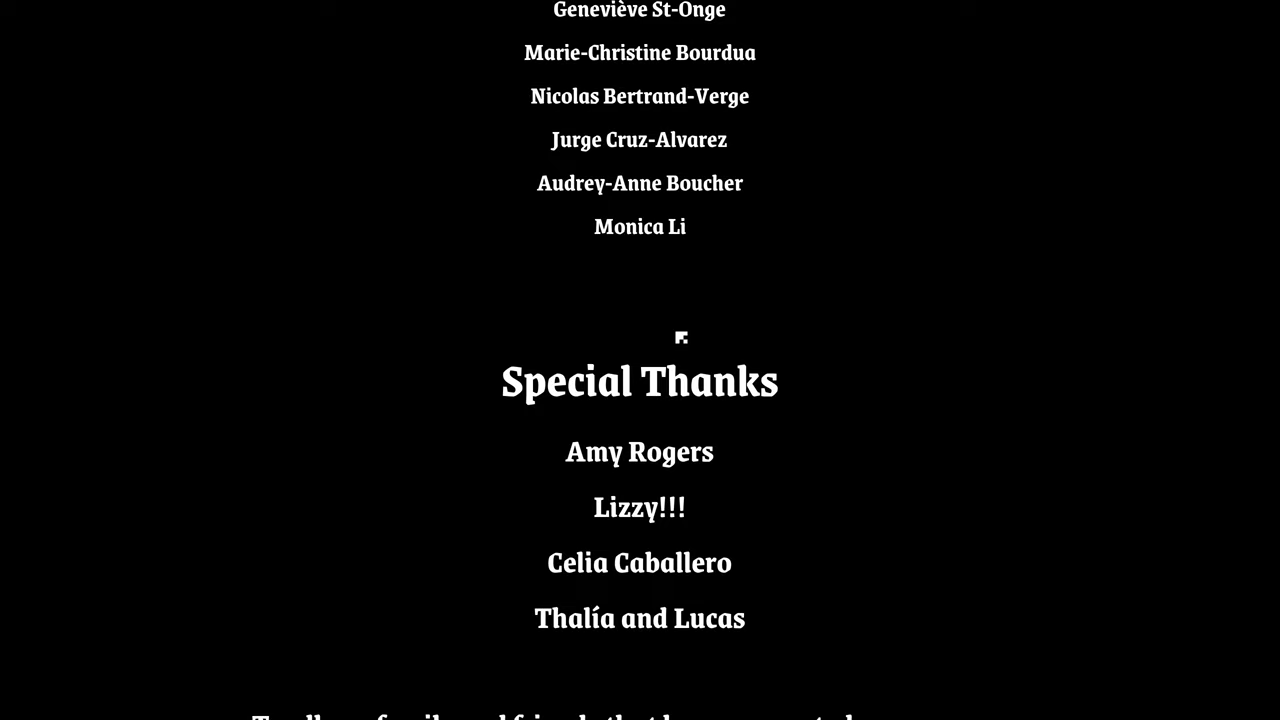 Geneviève St-Onge
Marie-Christine Bourdua
Nicolas Bertrand-Verge
Jurge Cruz-Alvarez
Audrey-Anne Boucher
Monica Li
Special Thanks
Amy Rogers
Lizzy!!!
Celia Caballero
Thalía and Lucas